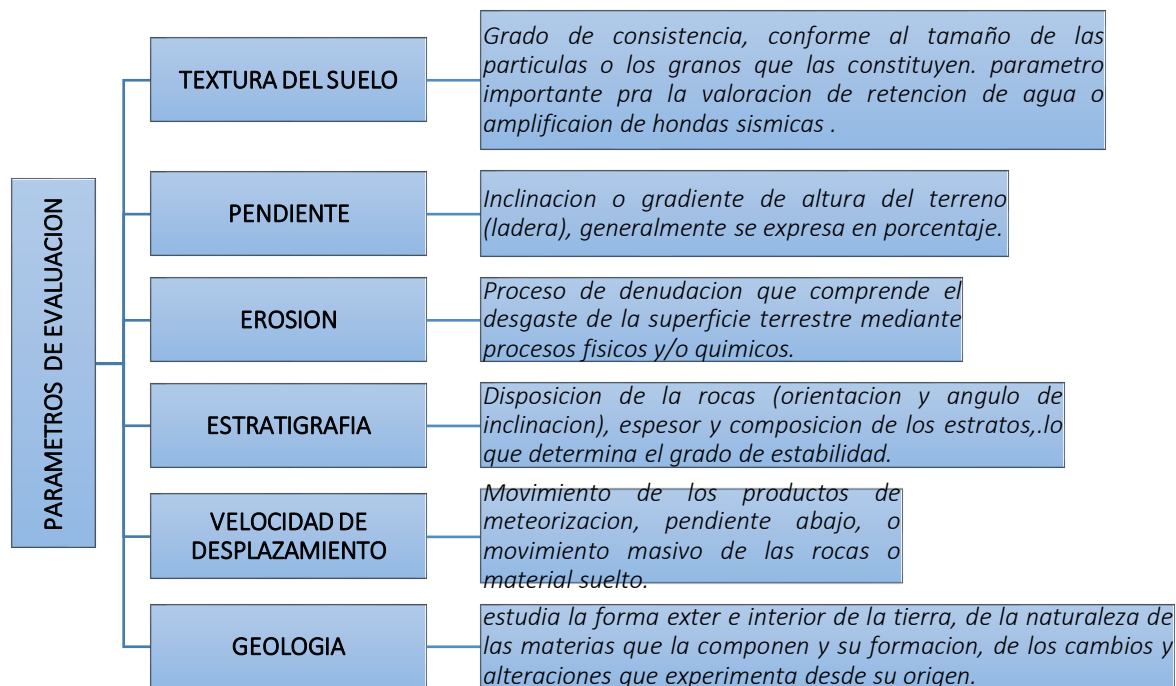 PARAMETROS DE EVALUACION
TEXTURA DEL SUELO
Grado de consistencia, conforme al tamaño de las
particulas o los granos que las constituyen. parametro
importante pra la valoracion de retencion de agua o
amplificaion de hondas sismicas .
PENDIENTE
Inclinacion o gradiente de altura del terreno
(ladera), generalmente se expresa en porcentaje.
EROSION
Proceso de denudacion que comprende el
desgaste de la superficie terrestre mediante
procesos fisicos y/o quimicos.
ESTRATIGRAFIA
Disposicion de la rocas (orientacion y angulo de
inclinacion), espesor y composicion de los estratos,.lo
que determina el grado de estabilidad.
VELOCIDAD DE
DESPLAZAMIENTO
Movimiento de los productos de
meteorizacion, pendiente abajo, o
movimiento masivo de las rocas o
material suelto.
GEOLOGIA
estudia la forma exter e interior de la tierra, de la naturaleza de
las materias que la componen y su formacion, de los cambios y
alteraciones que experimenta desde su origen.